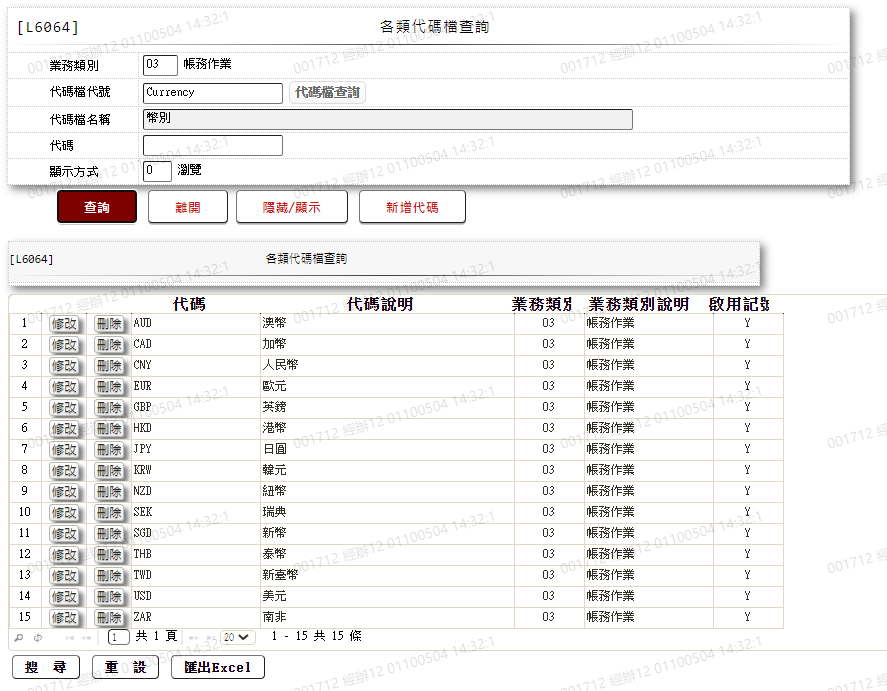 [L6064] 各類代碼檔查詢
業務類別 03 帳務作業
代碼檔代號 Currency 代碼檔查詢
代碼檔名稱 幣別
代碼
顯示方式 0 瀏覽
查詢 離開 隱藏/顯示 新增代碼
[L6064] 各類代碼檔查詢
代碼 代碼說明 業務類別 業務類別說明 啟用記號
1 修改 刪除 AUD 澳幣 03 帳務作業 Y
2 修改 刪除 CAD 加幣 03 帳務作業 Y
3 修改 刪除 CNY 人民幣 03 帳務作業 Y
4 修改 刪除 EUR 歐元 03 帳務作業 Y
5 修改 刪除 GBP 英鎊 03 帳務作業 Y
6 修改 刪除 HKD 港幣 03 帳務作業 Y
7 修改 刪除 JPY 日圓 03 帳務作業 Y
8 修改 刪除 KRW 韓元 03 帳務作業 Y
9 修改 刪除 NZD 紐幣 03 帳務作業 Y
10 修改 刪除 SEK 瑞典 03 帳務作業 Y
11 修改 刪除 SGD 新幣 03 帳務作業 Y
12 修改 刪除 THB 泰幣 03 帳務作業 Y
13 修改 刪除 TWD 新臺幣 03 帳務作業 Y
14 修改 刪除 USD 美元 03 帳務作業 Y
15 修改 刪除 ZAR 南非 03 帳務作業 Y
1 共 1 頁 20 1 - 15 共 15 條
搜 尋 重 設 匯出Excel
001712 經辦12 01100504 14:32:1